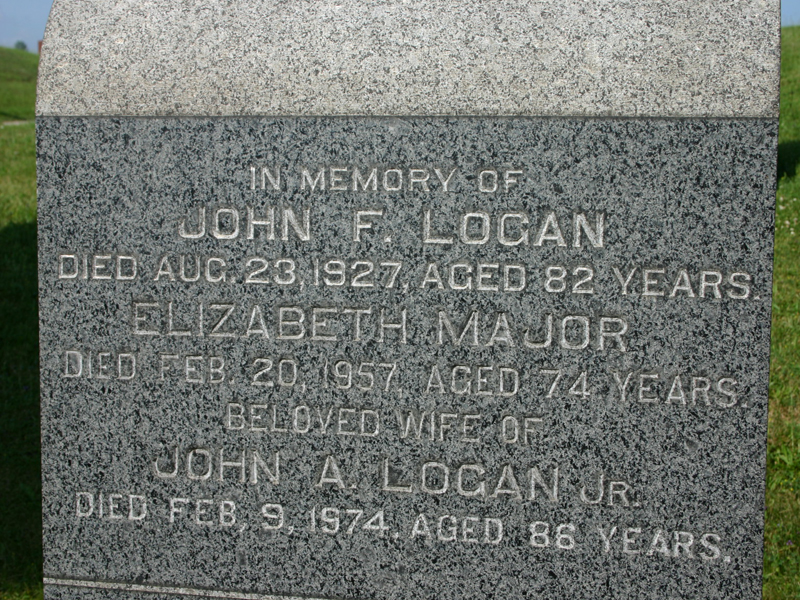 IN MEMORY OF
JOHN F. LOGAN
DIED AUG. 23, 1927, AGED 82 YEARS.
ELIZABETH MAJOR
DIED FEB. 20, 1957, AGED 74 YEARS.
BELOVED WIFE OF
JOHN A. LOGAN JR.
DIED FEB, 9, 1974, AGED 86 YEARS.